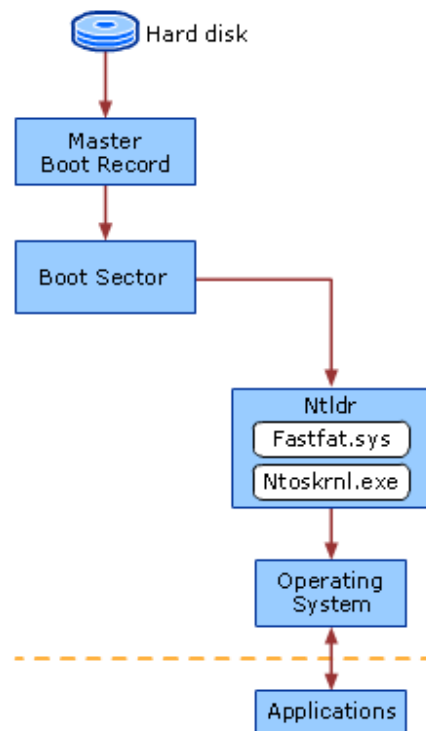 Hard disk
Master
Boot Record
Boot Sector
Ntldr
Fastfat.sys
Ntoskrnl.exe
Operating
System
Applications